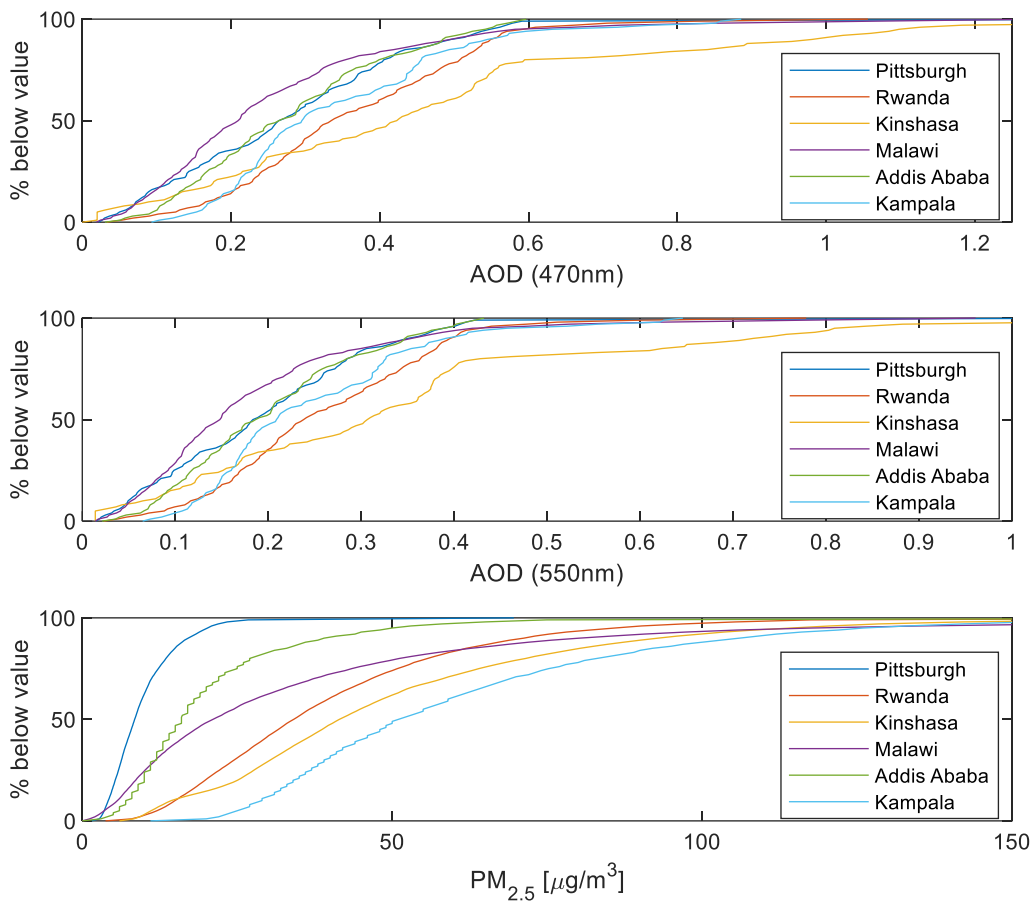 % below value
100
50
0
0 0.2 0.4 0.6 0.8 1 1.2
AOD (470nm)
Pittsburgh
Rwanda
Kinshasa
Malawi
Addis Ababa
Kampala
% below value
100
50
0
0 0.1 0.2 0.3 0.4 0.5 0.6 0.7 0.8 0.9 1
AOD (550nm)
Pittsburgh
Rwanda
Kinshasa
Malawi
Addis Ababa
Kampala
% below value
100
50
0
0 50 100 150
PM2.5 [μg/m3]
Pittsburgh
Rwanda
Kinshasa
Malawi
Addis Ababa
Kampala